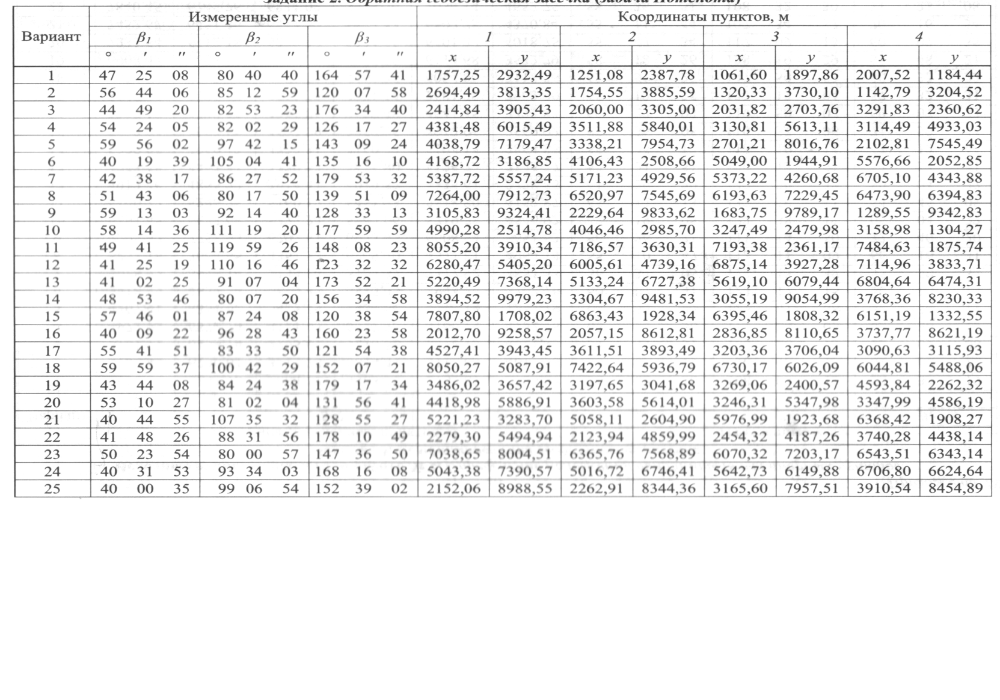 Задание 2. Обратная геодезическая засечка (задача Потенота)
Вариант Измеренные углы Координаты пунктов, м
β1 β2 β3 1 2 3 4
° ′ ″ ° ′ ″ ° ′ ″ x y x y x y x y
1 47 25 08 80 40 40 164 57 41 1757,25 2932,49 1251,08 2387,78 1061,60 1897,86 2007,52 1184,44
2 56 44 06 85 12 59 120 07 58 2694,49 3813,35 1754,55 3885,59 1320,33 3730,10 1142,79 3204,52
3 44 49 20 82 53 23 176 34 40 2414,84 3905,43 2060,00 3305,00 2031,82 2703,76 3291,83 2360,62
4 54 24 05 82 02 29 126 17 27 4381,48 6015,49 3511,88 5840,01 3130,81 5613,11 3114,49 4933,03
5 59 56 02 97 42 15 143 09 24 4038,79 7179,47 3338,21 7954,73 2701,21 8016,76 2102,81 7545,49
6 40 19 39 105 04 41 135 16 10 4168,72 3186,85 4106,43 2508,66 5049,00 1944,91 5576,66 2052,85
7 42 38 17 86 27 52 179 53 32 5387,72 5557,24 5171,23 4929,56 5373,22 4260,68 6705,10 4343,88
8 51 43 06 80 17 50 139 51 09 7264,00 7912,73 6520,97 7545,69 6193,63 7229,45 6473,90 6394,83
9 59 13 03 92 14 40 128 33 13 3105,83 9324,41 2229,64 9833,62 1683,75 9789,17 1289,55 9342,83
10 58 14 36 111 19 20 177 59 59 4990,28 2514,78 4046,46 2985,70 3247,49 2479,98 3158,98 1304,27
11 49 41 25 119 59 26 148 08 23 8055,20 3910,34 7186,57 3630,31 7193,38 2361,17 7484,63 1875,74
12 41 25 19 110 16 46 123 32 32 6280,47 5405,20 6005,61 4739,16 6875,14 3927,28 7114,96 3833,71
13 41 02 25 91 07 04 173 52 21 5220,49 7368,14 5133,24 6727,38 5619,10 6079,44 6804,64 6474,31
14 48 53 46 80 07 20 156 34 58 3894,52 9979,23 3304,67 9481,53 3055,19 9054,99 3768,36 8230,33
15 57 46 01 87 24 08 120 38 54 7807,80 1708,02 6863,43 1928,34 6395,46 1808,32 6151,19 1332,55
16 40 09 22 96 28 43 160 23 58 2012,70 9258,57 2057,15 8612,81 2836,85 8110,65 3737,77 8621,19
17 55 41 51 83 33 50 121 54 38 4527,41 3943,45 3611,51 3893,49 3203,36 3706,04 3090,63 3115,93
18 59 59 37 100 42 29 152 07 21 8050,27 5087,91 7422,64 5936,79 6730,17 6026,09 6044,81 5488,06
19 43 44 08 84 24 38 179 17 34 3486,02 3657,42 3197,65 3041,68 3269,06 2400,57 4593,84 2262,32
20 53 10 27 81 02 04 131 56 41 4418,98 5886,91 3603,58 5614,01 3246,31 5347,98 3347,99 4586,19
21 40 44 55 107 35 32 128 55 27 5221,23 3283,70 5058,11 2604,90 5976,99 1923,68 6368,42 1908,27
22 41 48 26 88 31 56 178 10 49 2279,30 5494,94 2123,94 4859,99 2454,32 4187,26 3740,28 4438,14
23 50 23 54 80 00 57 147 36 50 7038,65 8004,51 6365,76 7568,89 6070,32 7203,17 6543,51 6343,14
24 40 31 53 93 34 03 168 16 08 5043,38 7390,57 5016,72 6746,41 5642,73 6149,88 6706,80 6624,64
25 40 00 35 99 06 54 152 39 02 2152,06 8988,55 2262,91 8344,36 3165,60 7957,51 3910,54 8454,89